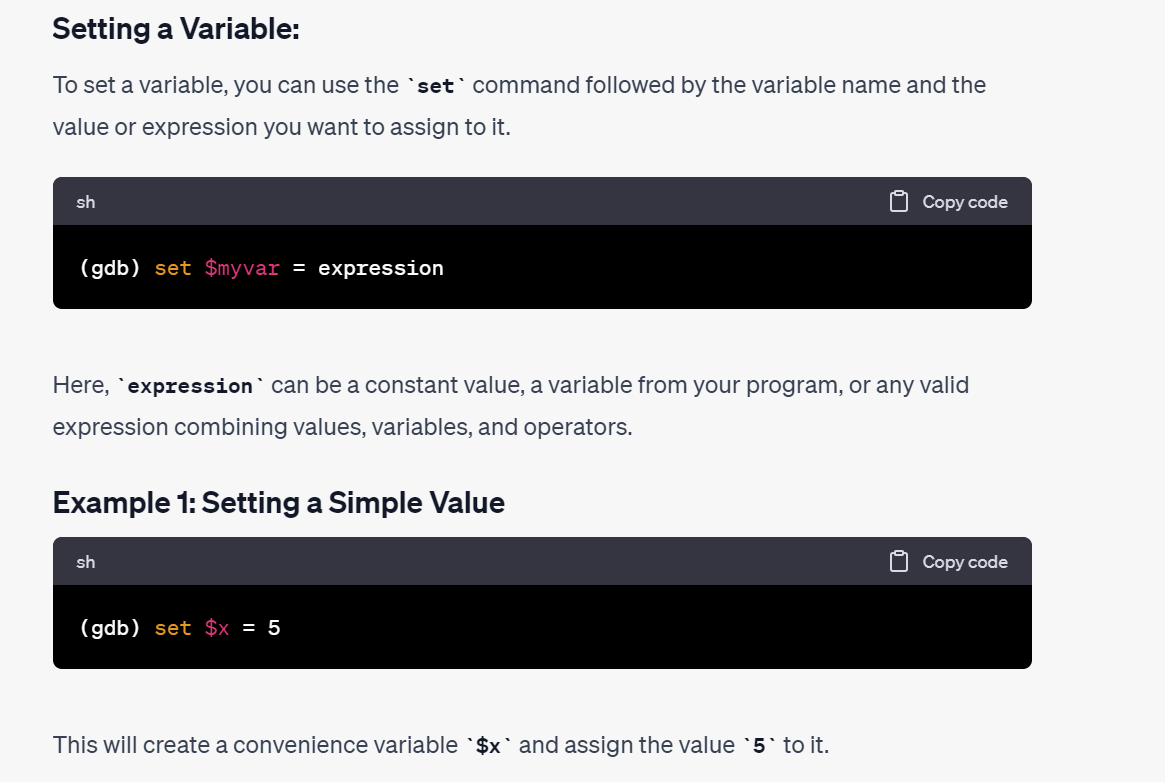 Setting a Variable:
To set a variable, you can use the `set` command followed by the variable name and the
value or expression you want to assign to it.
sh Copy code
(gdb) set $myvar = expression
Here, `expression` can be a constant value, a variable from your program, or any valid
expression combining values, variables, and operators.
Example 1: Setting a Simple Value
sh Copy code
(gdb) set $x = 5
This will create a convenience variable `$x` and assign the value `5` to it.